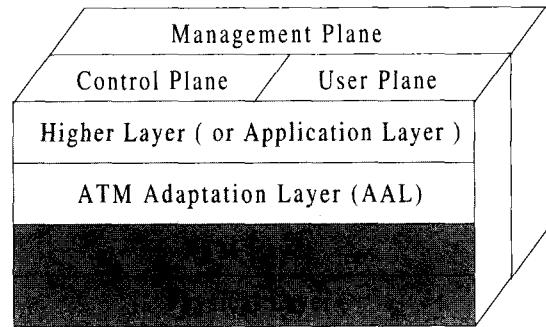 Management Plane
Control Plane
User Plane
Higher Layer ( or Application Layer )
ATM Adaptation Layer (AAL)